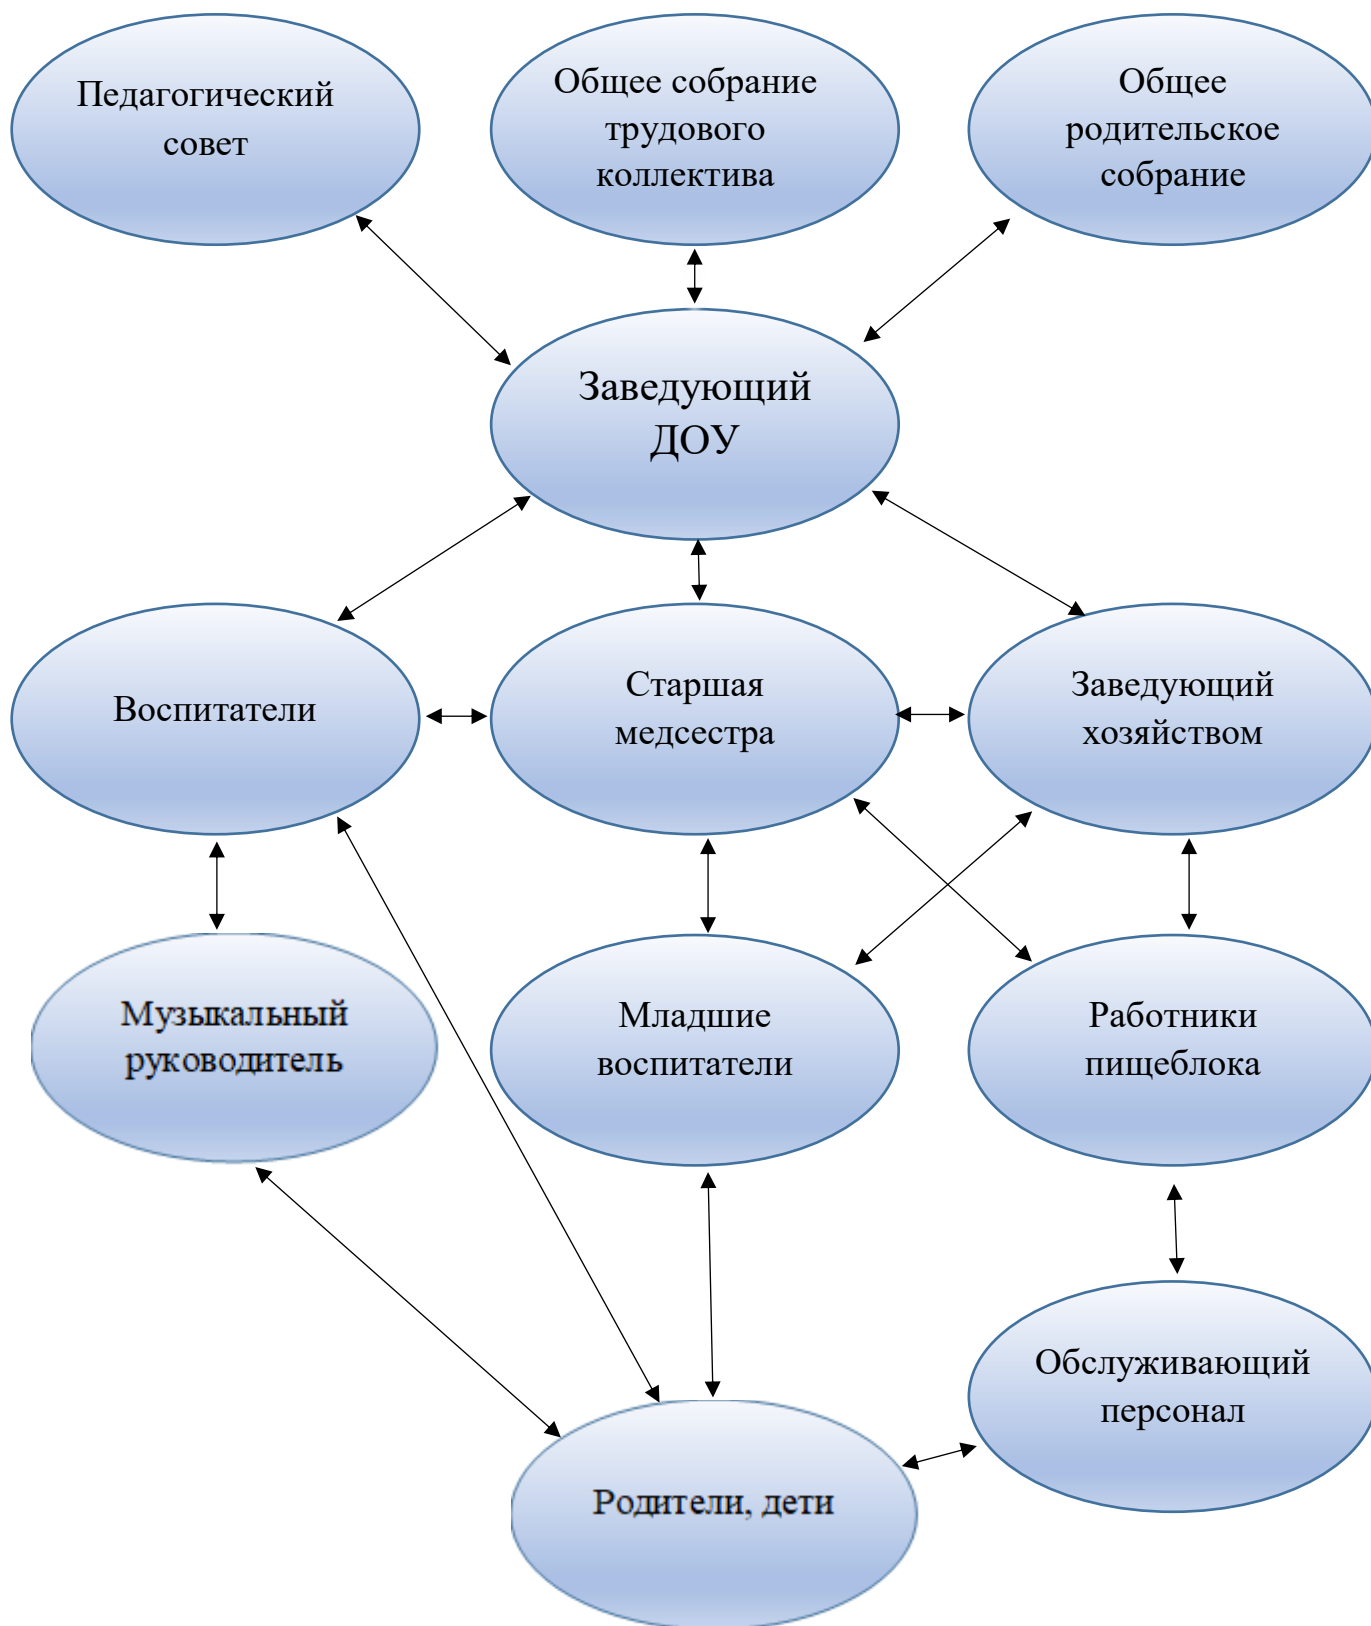 Педагогический
совет
Общее собрание
трудового
коллектива
Общее
родительское
собрание
Заведующий
ДОУ
Воспитатели
Старшая
медсестра
Заведующий
хозяйством
Музыкальный
руководитель
Младшие
воспитатели
Работники
пищеблока
Обслуживающий
персонал
Родители, дети